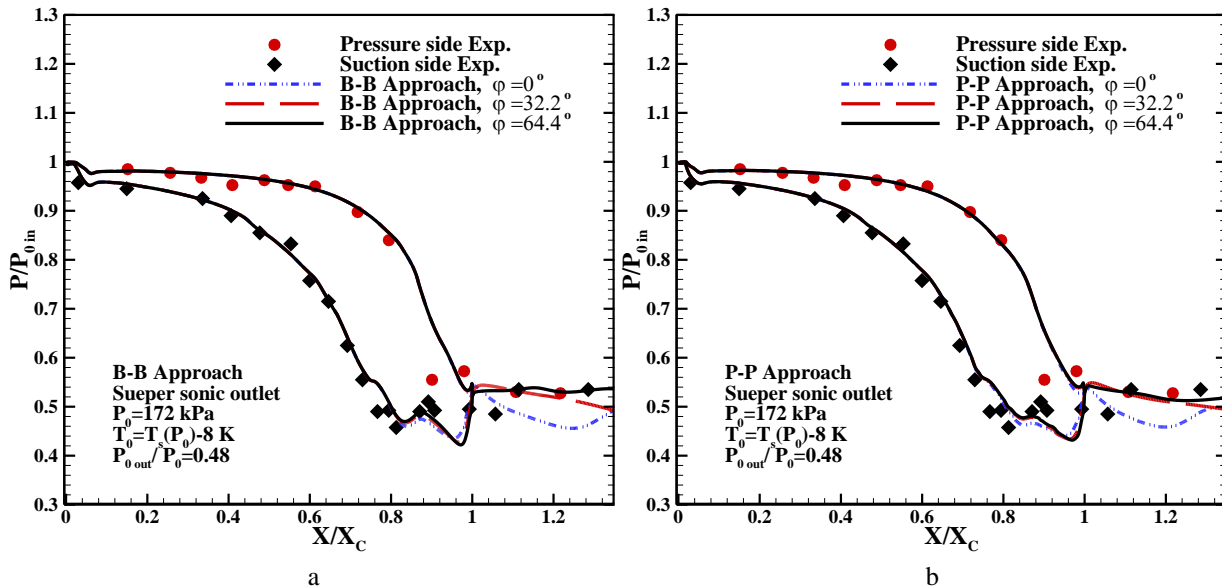 1.3
1.2
1.1
1
0.9
0.8
0.7
0.6
0.5
0.4
0.3
P/P0 in
Pressure side Exp.
Suction side Exp.
B-B Approach, φ =0°
B-B Approach, φ =32.2°
B-B Approach, φ =64.4°
B-B Approach
Sueper sonic outlet
P0=172 kPa
T0=Ts(P0)-8 K
P0 out/P0=0.48
0 0.2 0.4 0.6 0.8 1 1.2
X/XC
a
1.3
1.2
1.1
1
0.9
0.8
0.7
0.6
0.5
0.4
0.3
P/P0 in
Pressure side Exp.
Suction side Exp.
P-P Approach, φ =0°
P-P Approach, φ =32.2°
P-P Approach, φ =64.4°
P-P Approach
Sueper sonic outlet
P0=172 kPa
T0=Ts(P0)-8 K
P0 out/P0=0.48
0 0.2 0.4 0.6 0.8 1 1.2
X/XC
b